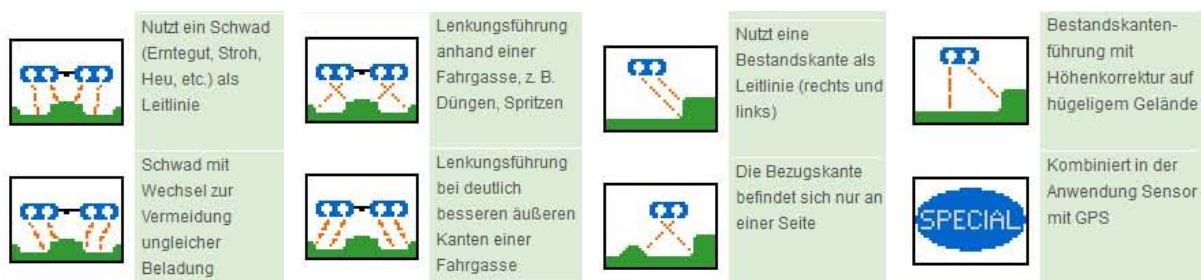 Nutzt ein Schwad
(Erntegut, Stroh,
Heu, etc.) als
Leitlinie
Lenkungsführung
anhand einer
Fahrgasse, z. B.
Düngen, Spritzen
Nutzt eine
Bestandskante als
Leitlinie (rechts und
links)
Bestandskanten-
führung mit
Höhenkorrektur auf
hügeligem Gelände
Schwad mit
Wechsel zur
Vermeidung
ungleicher
Beladung
Lenkungsführung
bei deutlich
besseren äußeren
Kanten einer
Fahrgasse
Die Bezugskante
befindet sich nur an
einer Seite
SPECIAL
Kombiniert in der
Anwendung Sensor
mit GPS